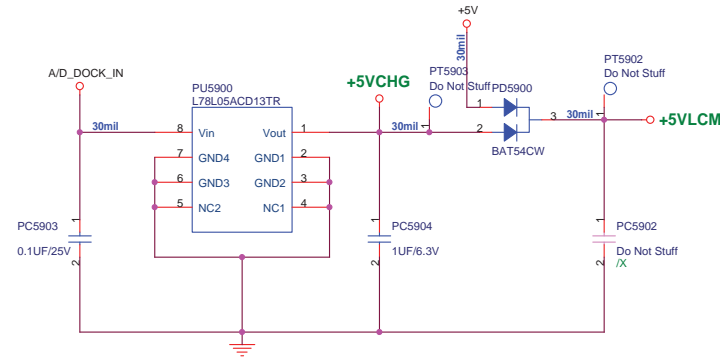 +5V
30mil
A/D_DOCK_IN
PU5900
L78L05ACD13TR
+5VCHG
PT5903
Do Not Stuff
PD5900
PT5902
Do Not Stuff
30mil
8
Vin
Vout
1
30mil
1
1
2
BAT54CW
3
30mil
1
+5VLCM
7
GND4
GND1
2
6
GND3
GND2
3
5
NC2
NC1
4
PC5903
1
0.1UF/25V
2
PC5904
1
1UF/6.3V
2
PC5902
1
Do Not Stuff
/X
2